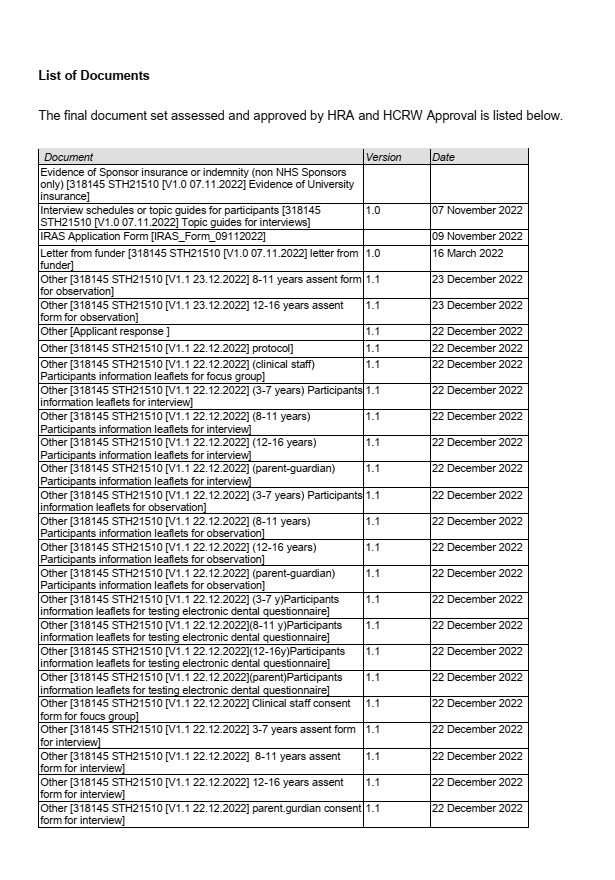 List of Documents
The final document set assessed and approved by HRA and HCRW Approval is listed below.
Document Version Date
Evidence of Sponsor insurance or indemnity (non NHS Sponsors
only) [318145 STH21510 [V1.0 07.11.2022] Evidence of University
insurance]
Interview schedules or topic guides for participants [318145 1.0 07 November 2022
STH21510 [V1.0 07.11.2022] Topic guides for interviews]
IRAS Application Form [IRAS_Form_09112022] 09 November 2022
Letter from funder [318145 STH21510 [V1.0 07.11.2022] letter from 1.0 16 March 2022
funder]
Other [318145 STH21510 [V1.1 23.12.2022] 8-11 years assent form 1.1 23 December 2022
for observation]
Other [318145 STH21510 [V1.1 23.12.2022] 12-16 years assent 1.1 23 December 2022
form for observation]
Other [Applicant response ] 1.1 22 December 2022
Other [318145 STH21510 [V1.1 22.12.2022] protocol] 1.1 22 December 2022
Other [318145 STH21510 [V1.1 22.12.2022] (clinical staff) 1.1 22 December 2022
Participants information leaflets for focus group]
Other [318145 STH21510 [V1.1 22.12.2022] (3-7 years) Participants 1.1 22 December 2022
information leaflets for interview]
Other [318145 STH21510 [V1.1 22.12.2022] (8-11 years) 1.1 22 December 2022
Participants information leaflets for interview]
Other [318145 STH21510 [V1.1 22.12.2022] (12-16 years) 1.1 22 December 2022
Participants information leaflets for interview]
Other [318145 STH21510 [V1.1 22.12.2022] (parent-guardian) 1.1 22 December 2022
Participants information leaflets for interview]
Other [318145 STH21510 [V1.1 22.12.2022] (3-7 years) Participants 1.1 22 December 2022
information leaflets for observation]
Other [318145 STH21510 [V1.1 22.12.2022] (8-11 years) 1.1 22 December 2022
Participants information leaflets for observation]
Other [318145 STH21510 [V1.1 22.12.2022] (12-16 years) 1.1 22 December 2022
Participants information leaflets for observation]
Other [318145 STH21510 [V1.1 22.12.2022] (parent-guardian) 1.1 22 December 2022
Participants information leaflets for observation]
Other [318145 STH21510 [V1.1 22.12.2022] (3-7 y)Participants 1.1 22 December 2022
information leaflets for testing electronic dental questionnaire]
Other [318145 STH21510 [V1.1 22.12.2022](8-11 y)Participants 1.1 22 December 2022
information leaflets for testing electronic dental questionnaire]
Other [318145 STH21510 [V1.1 22.12.2022](12-16y)Participants 1.1 22 December 2022
information leaflets for testing electronic dental questionnaire]
Other [318145 STH21510 [V1.1 22.12.2022](parent)Participants 1.1 22 December 2022
information leaflets for testing electronic dental questionnaire]
Other [318145 STH21510 [V1.1 22.12.2022] Clinical staff consent 1.1 22 December 2022
form for foucs group]
Other [318145 STH21510 [V1.1 22.12.2022] 3-7 years assent form 1.1 22 December 2022
for interview]
Other [318145 STH21510 [V1.1 22.12.2022] 8-11 years assent 1.1 22 December 2022
form for interview]
Other [318145 STH21510 [V1.1 22.12.2022] 12-16 years assent 1.1 22 December 2022
form for interview]
Other [318145 STH21510 [V1.1 22.12.2022] parent.gurdian consent 1.1 22 December 2022
form for interview]